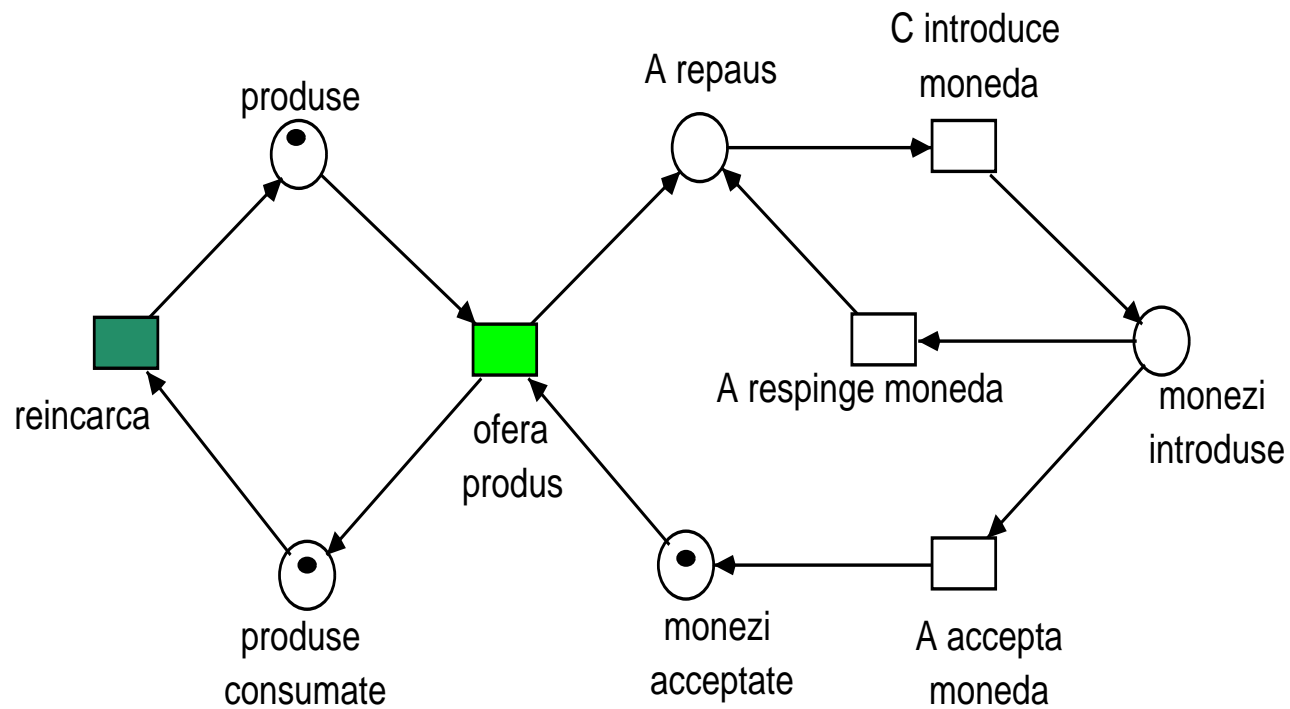 C introduce
moneda
A repaus
produse
A respinge moneda
monezi
introduse
reincarca
ofera
produs
produse
consumate
monezi
acceptate
A accepta
moneda